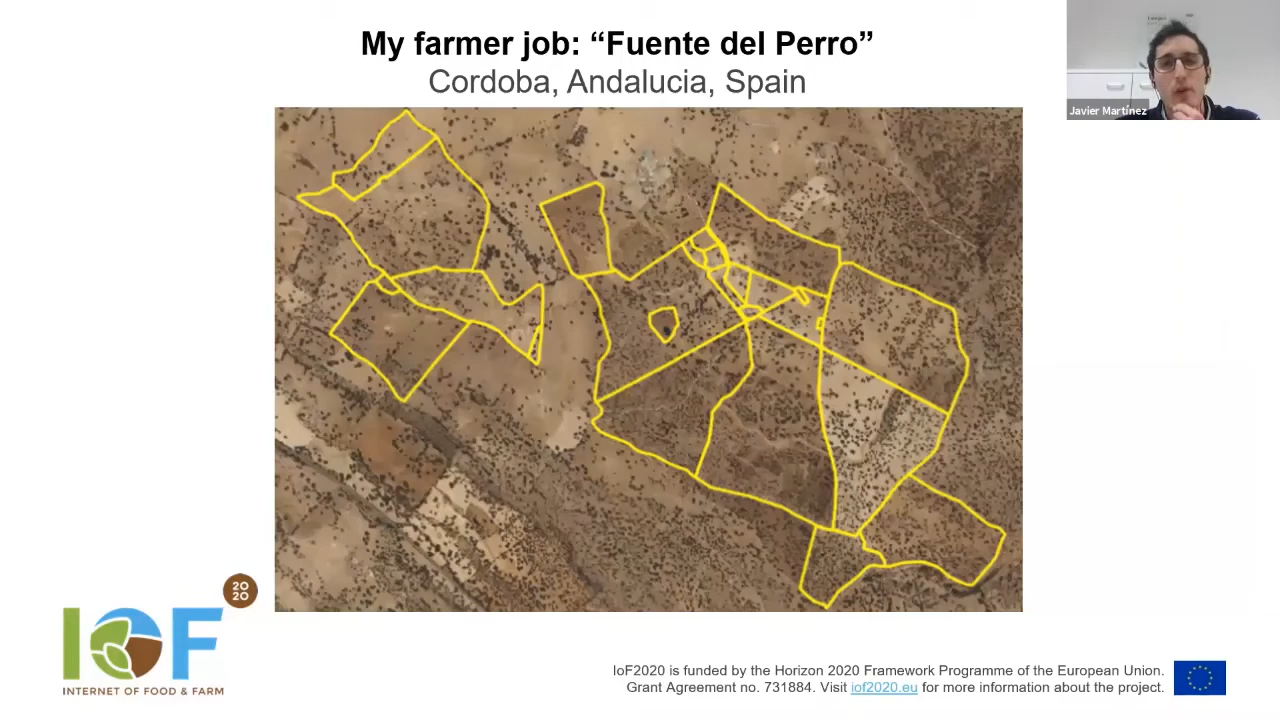 My farmer job: “Fuente del Perro”
Cordoba, Andalucia, Spain
Javier Martínez
20
20
IOF
INTERNET OF FOOD & FARM
IoF2020 is funded by the Horizon 2020 Framework Programme of the European Union.
Grant Agreement no. 731884. Visit iof2020.eu for more information about the project.